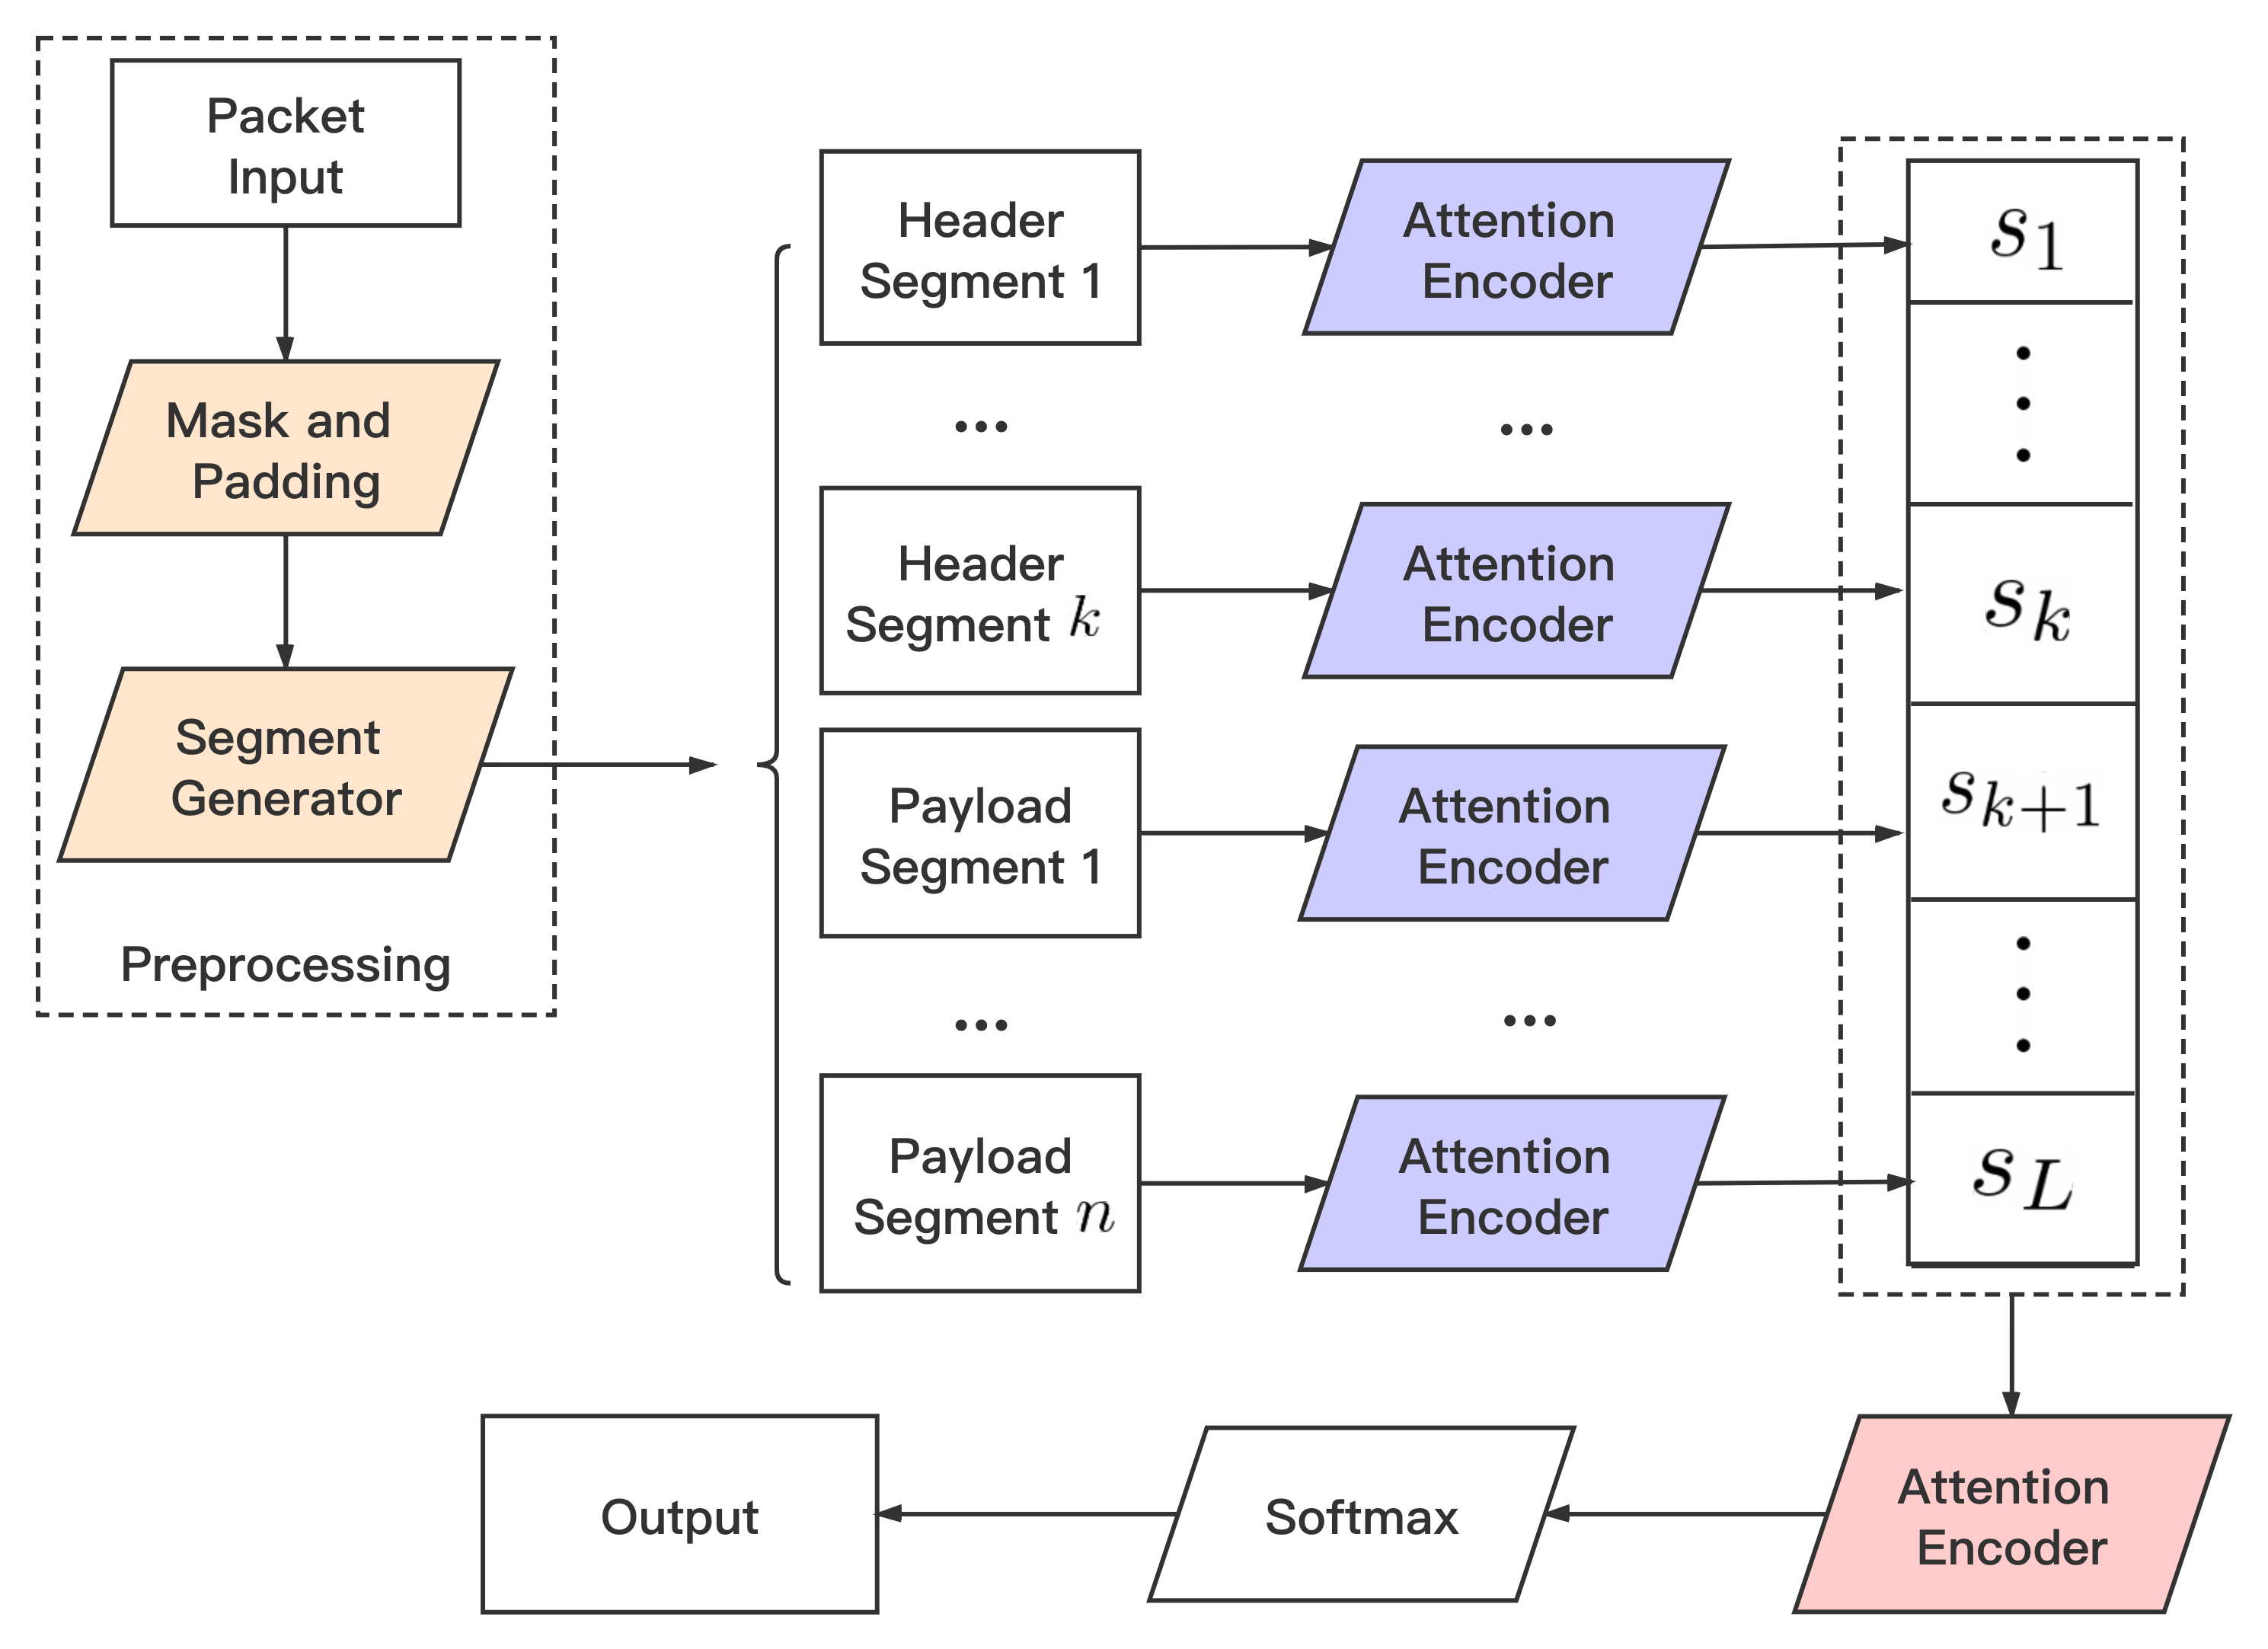 Packet
Input
Mask and
Padding
Segment
Generator
Preprocessing
Header
Segment 1
Attention
Encoder
s_1
...
...
Header
Segment k
Attention
Encoder
s_k
Payload
Segment 1
Attention
Encoder
s_{k+1}
...
...
Payload
Segment n
Attention
Encoder
s_L
Attention
Encoder
Softmax
Output